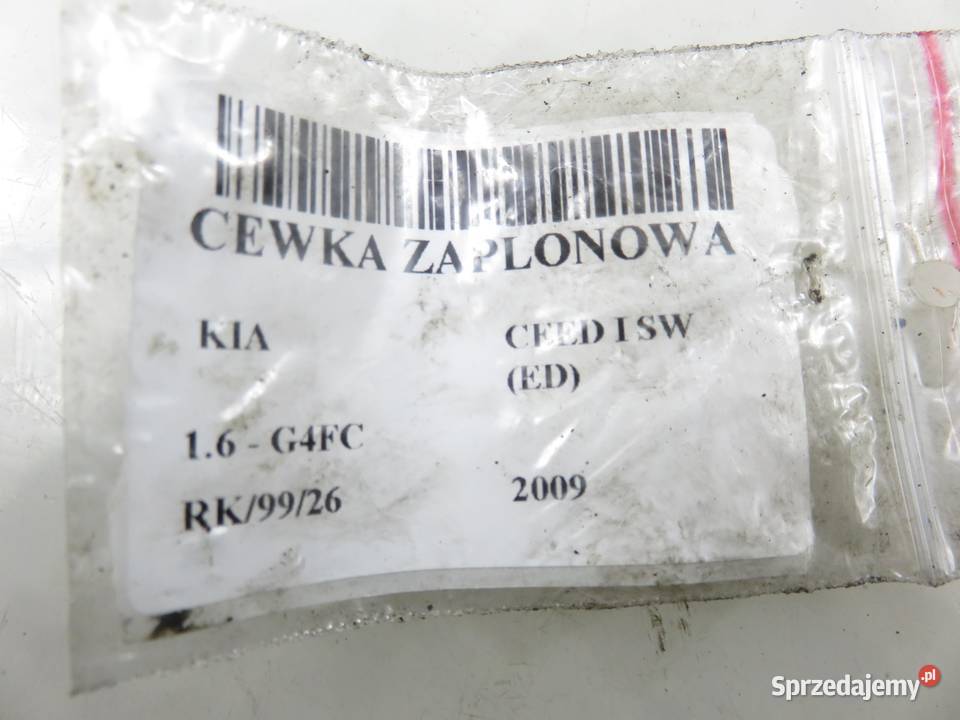 CEWKA ZAPLONOWA
KIA CEED I SW
(ED)
1.6 - G4FC
RK/99/26 2009
Sprzedajemy.pl